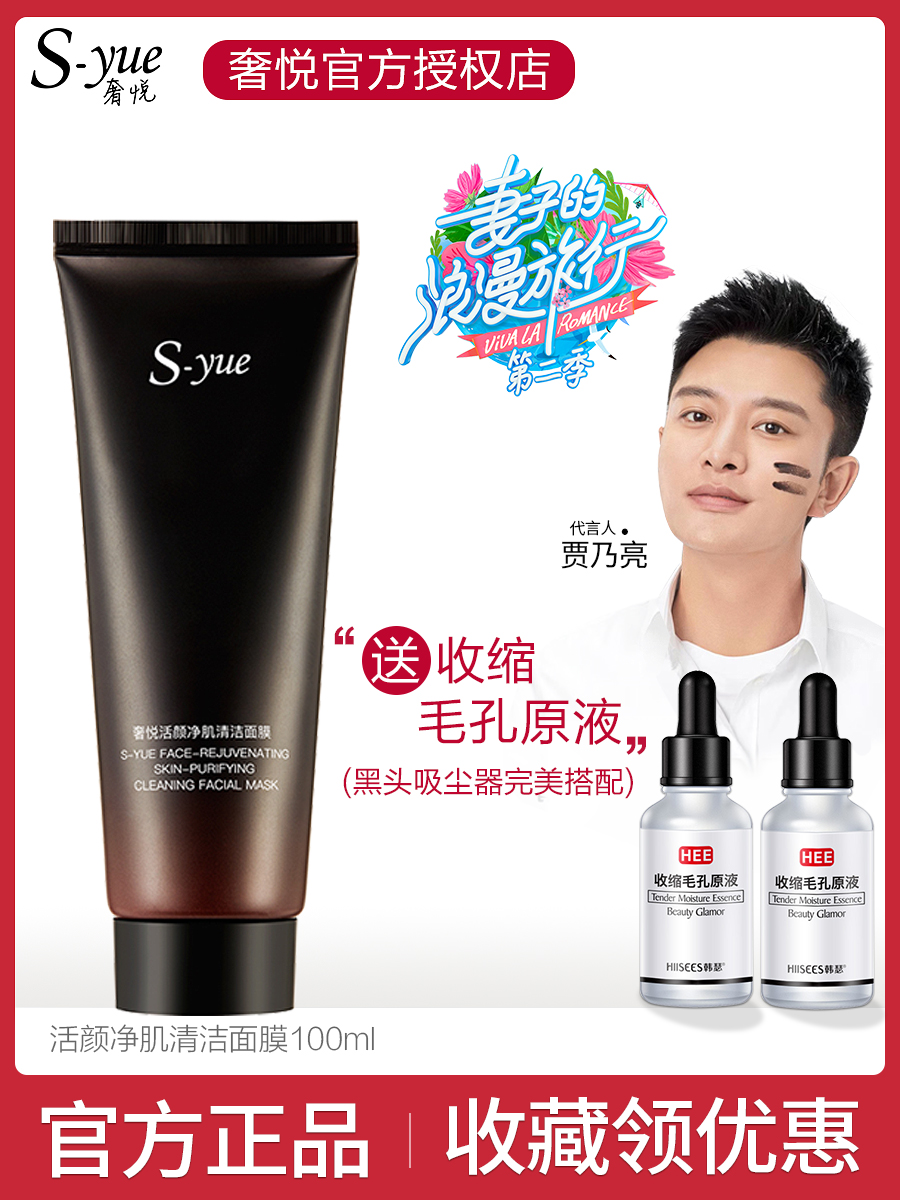 S-yue
奢悦
奢悦官方授权店
妻子的
浪漫旅行
VIVA LA ROMANCE
第二季
S-yue
代言人
贾乃亮
“送收缩
毛孔原液”
(黑头吸尘器完美搭配)
奢悦活颜净肌清洁面膜
S-YUE FACE-REJUVENATING
SKIN-PURIFYING
CLEANING FACIAL MASK
HEE
收缩毛孔原液
Tender Moisture Essence
Beauty Glamor
HIISEES韩瑟
HEE
收缩毛孔原液
Tender Moisture Essence
Beauty Glamor
HIISEES韩瑟
活颜净肌清洁面膜100ml
官方正品 | 收藏领优惠